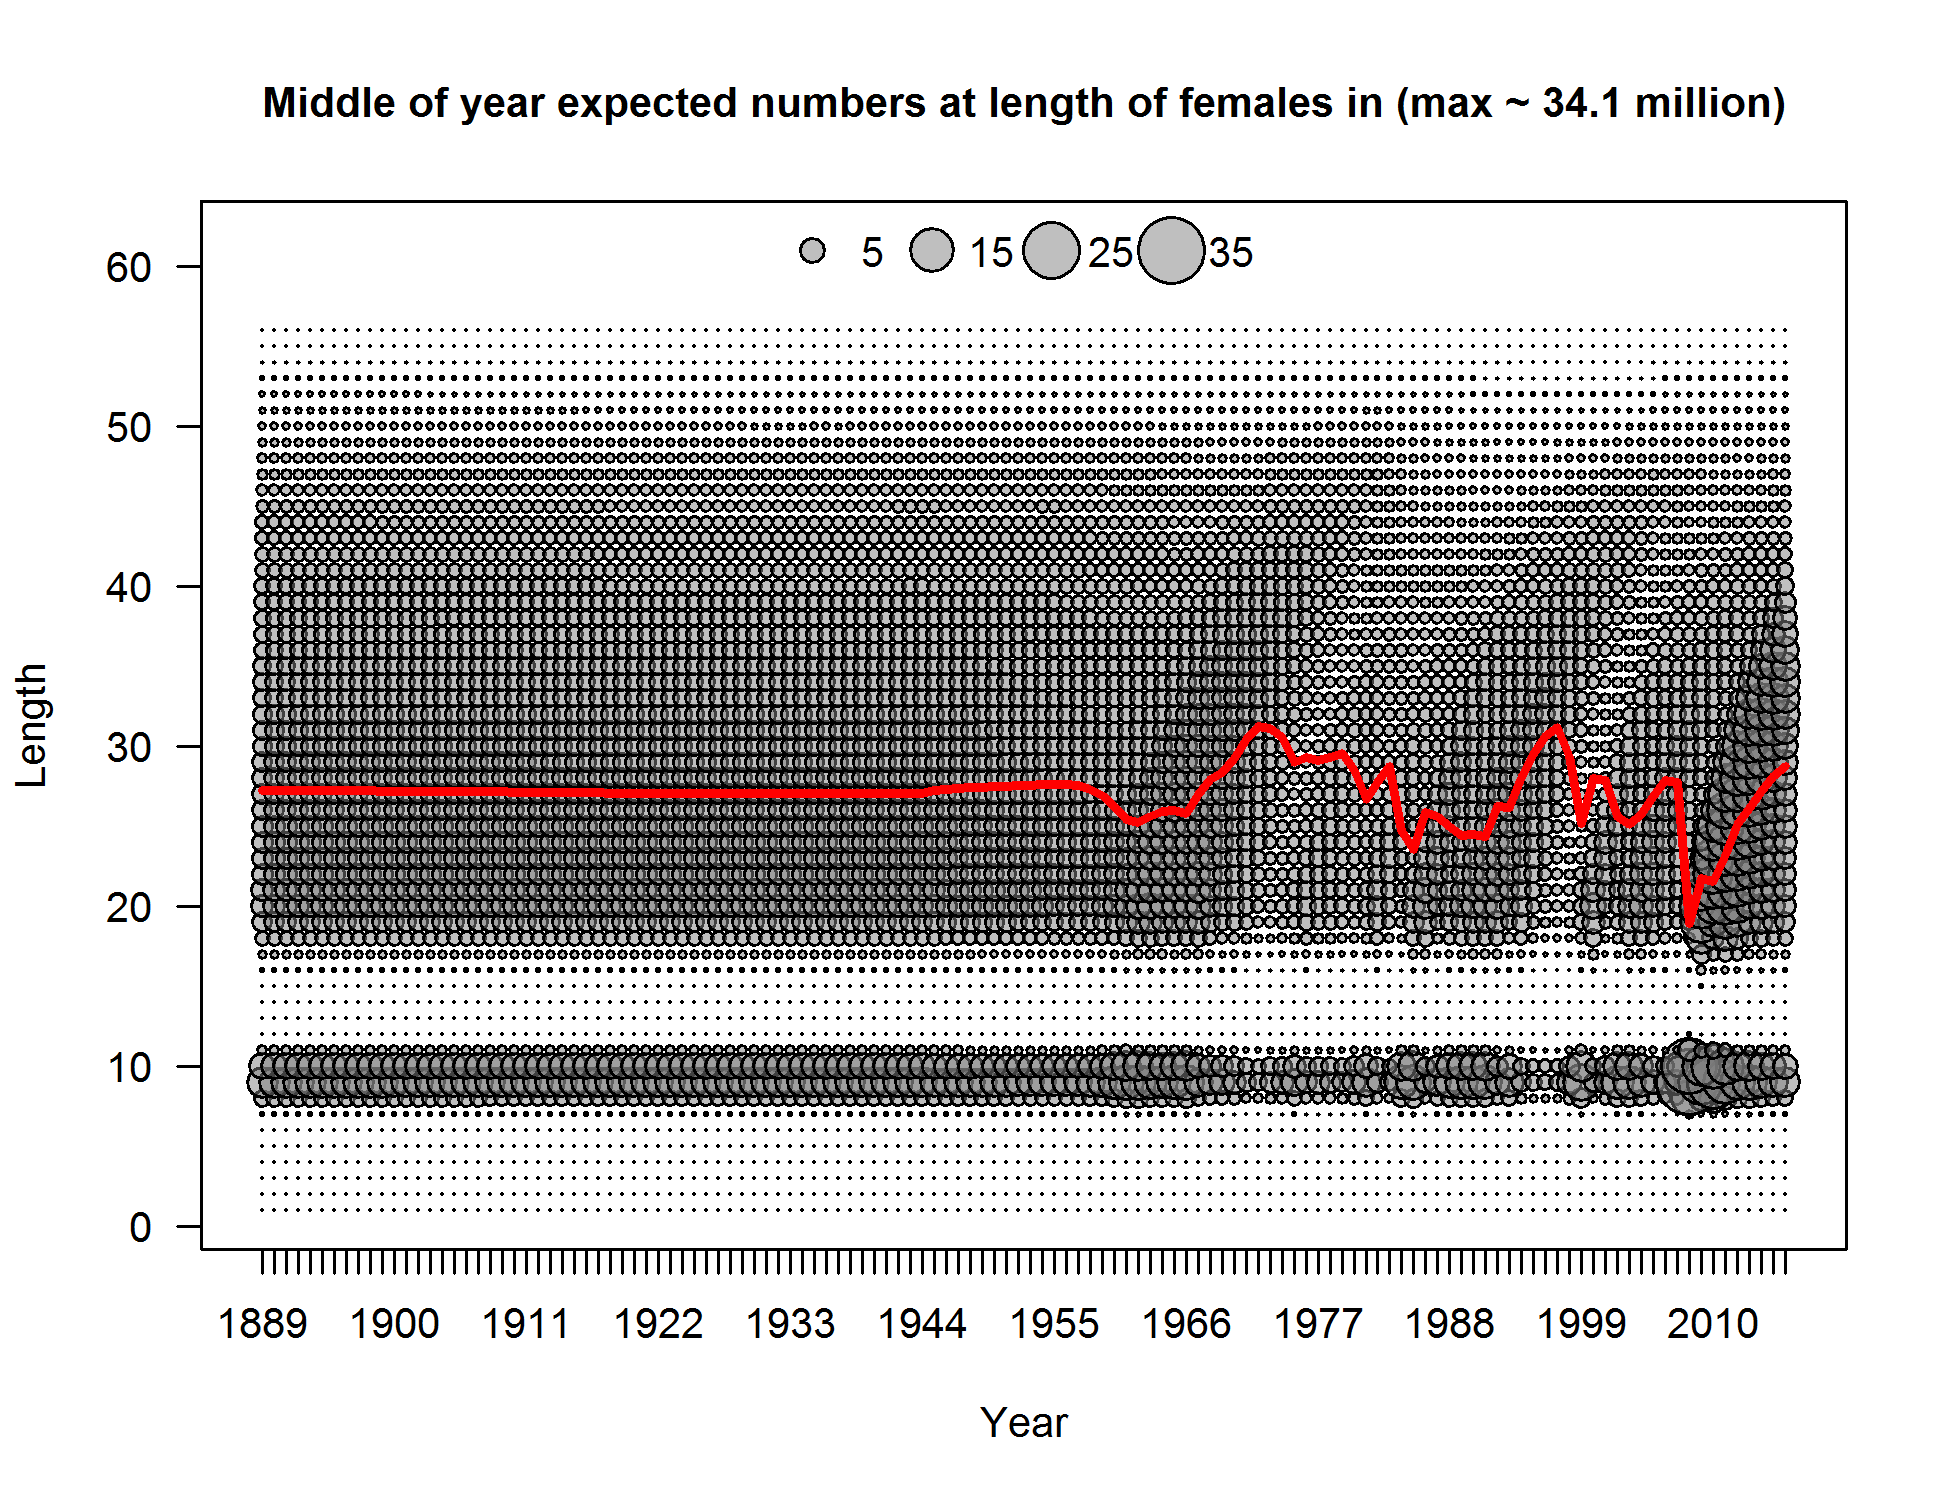 Middle of year expected numbers at length of females in (max ~ 34.1 million)
5 15 25 35
60
50
40
30
20
10
0
Length
1889 1900 1911 1922 1933 1944 1955 1966 1977 1988 1999 2010
Year